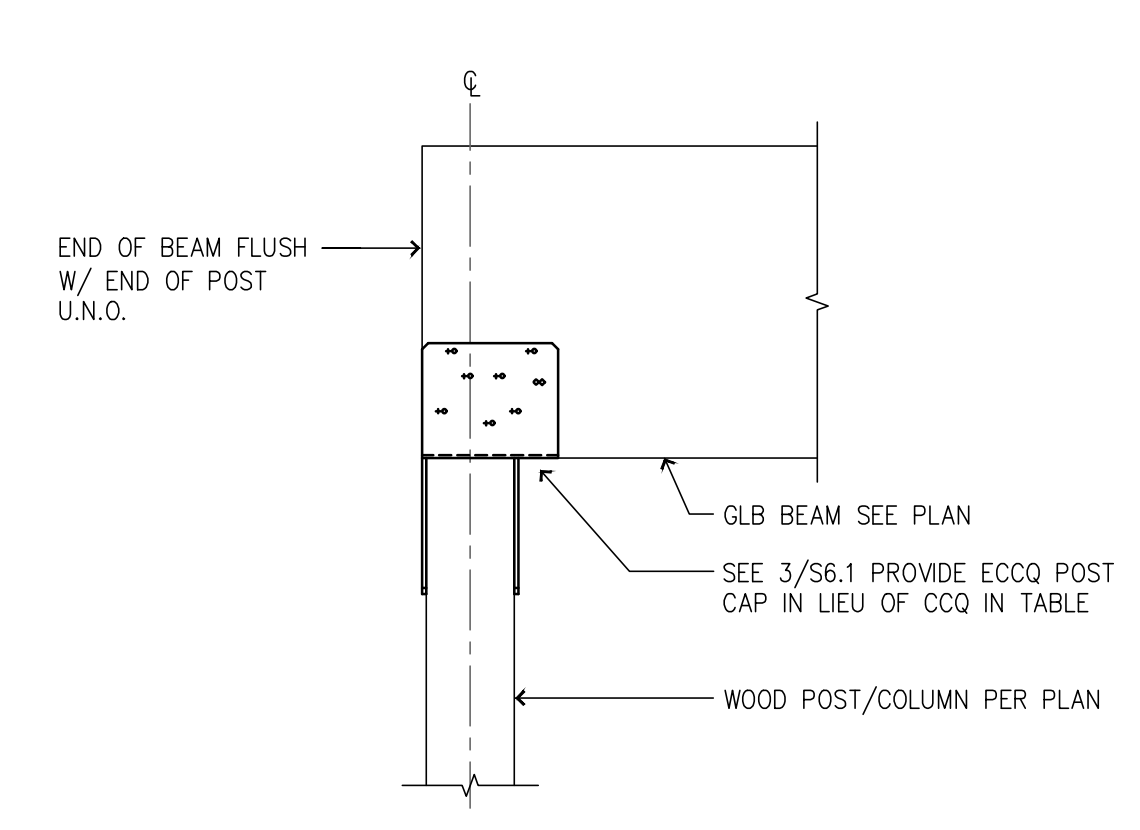 ℄
END OF BEAM FLUSH
W/ END OF POST
U.N.O.
GLB BEAM SEE PLAN
SEE 3/S6.1 PROVIDE ECCQ POST
CAP IN LIEU OF CCQ IN TABLE
WOOD POST/COLUMN PER PLAN